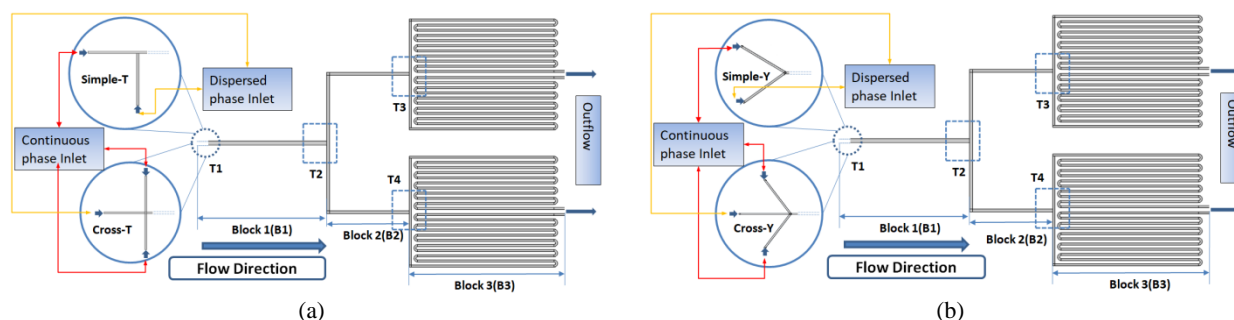 (a)
Simple-T
Dispersed
phase Inlet
Continuous
phase Inlet
Cross-T
T1
T2
T3
T4
Outflow
Block 1(B1)
Block 2(B2)
Block 3(B3)
Flow Direction
(a)
(b)
Simple-Y
Dispersed
phase Inlet
Continuous
phase Inlet
Cross-Y
T1
T2
T3
T4
Outflow
Block 1(B1)
Block 2(B2)
Block 3(B3)
Flow Direction
(b)